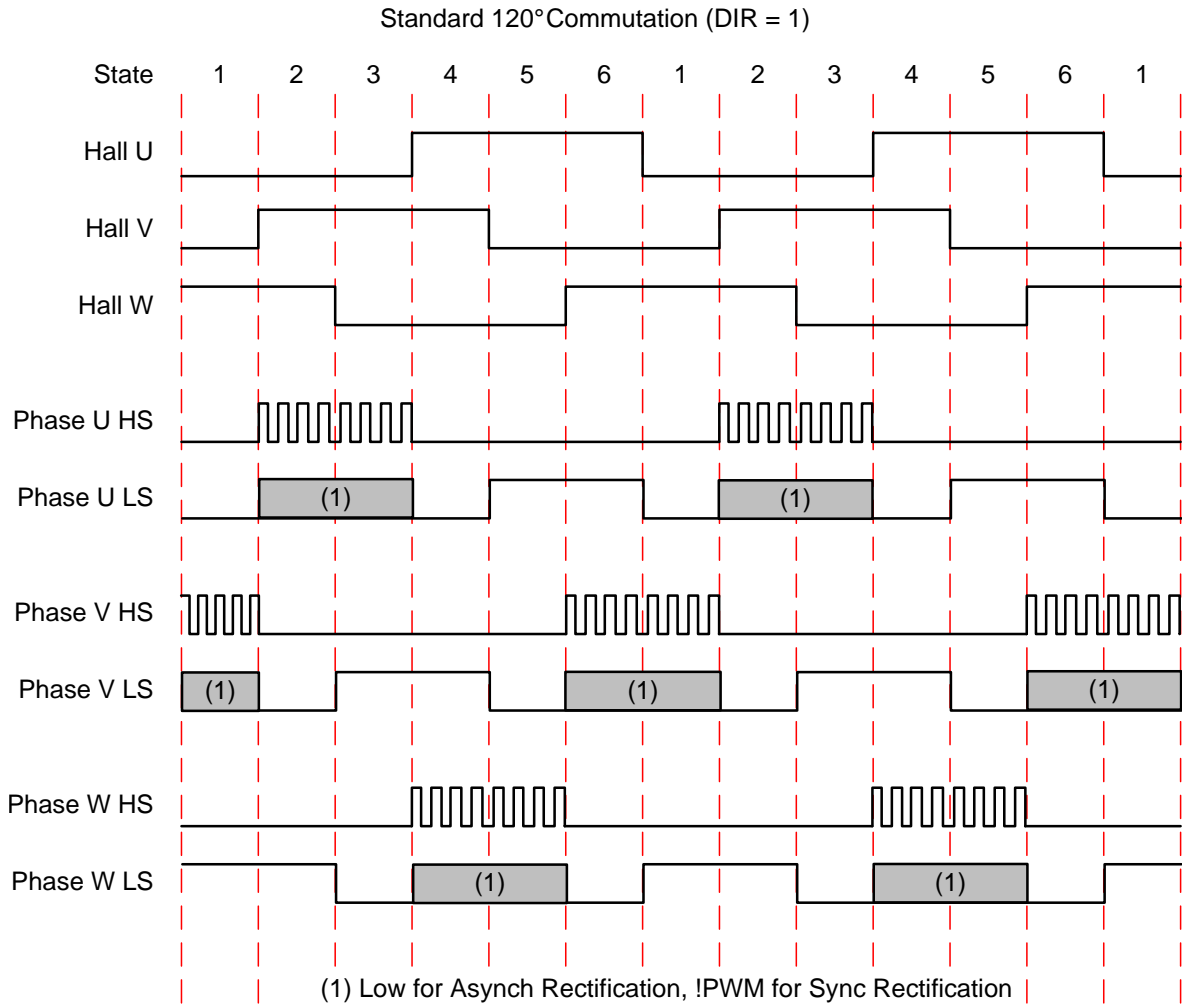 Standard 120°Commutation (DIR = 1)
State 1 2 3 4 5 6 1 2 3 4 5 6 1
Hall U
Hall V
Hall W
Phase U HS
Phase U LS (1) (1)
Phase V HS
Phase V LS (1) (1) (1)
Phase W HS
Phase W LS (1) (1)
(1) Low for Asynch Rectification, !PWM for Sync Rectification